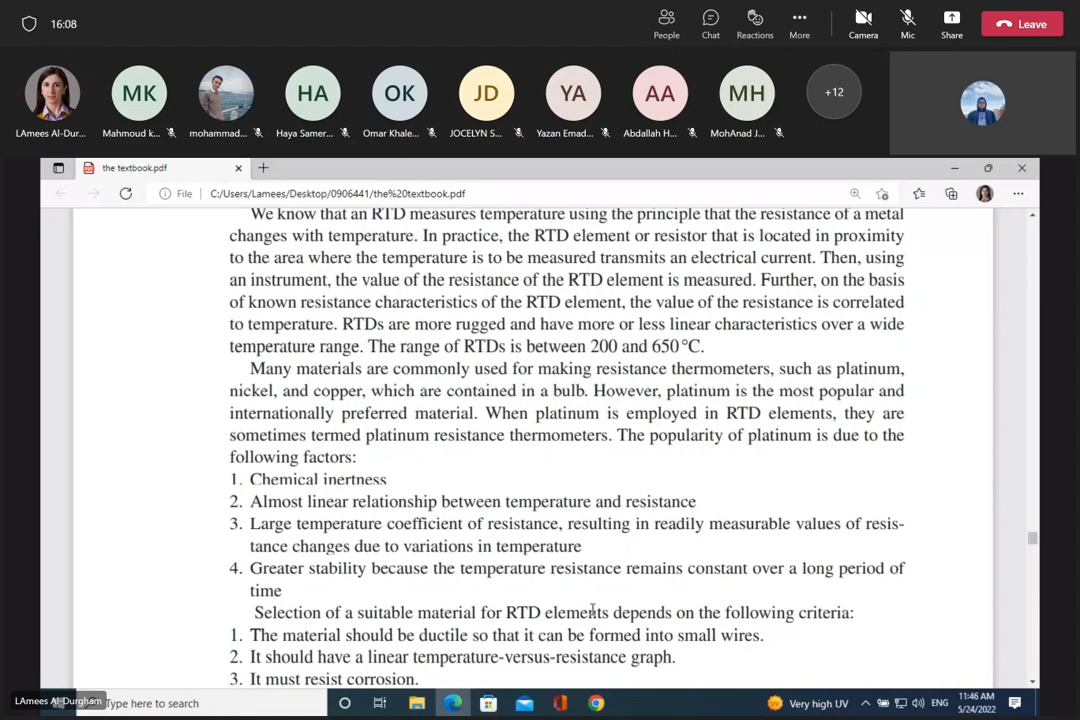 16:08
People
Chat
Reactions
More
Camera
Mic
Share
Leave
MK
HA
OK
JD
YA
AA
MH
+12
LAmees Al-Dur...
Mahmoud k...
mohammad...
Haya Samer...
Omar Khale...
JOCELYN S...
Yazan Emad...
Abdallah H...
MohAnad J...
the textbook.pdf
File
C:/Users/Lamees/Desktop/0906441/the%20textbook.pdf
We know that an RTD measures temperature using the principle that the resistance of a metal
changes with temperature. In practice, the RTD element or resistor that is located in proximity
to the area where the temperature is to be measured transmits an electrical current. Then, using
an instrument, the value of the resistance of the RTD element is measured. Further, on the basis
of known resistance characteristics of the RTD element, the value of the resistance is correlated
to temperature. RTDs are more rugged and have more or less linear characteristics over a wide
temperature range. The range of RTDs is between 200 and 650 °C.
Many materials are commonly used for making resistance thermometers, such as platinum,
nickel, and copper, which are contained in a bulb. However, platinum is the most popular and
internationally preferred material. When platinum is employed in RTD elements, they are
sometimes termed platinum resistance thermometers. The popularity of platinum is due to the
following factors:
1. Chemical inertness
2. Almost linear relationship between temperature and resistance
3. Large temperature coefficient of resistance, resulting in readily measurable values of resis-
tance changes due to variations in temperature
4. Greater stability because the temperature resistance remains constant over a long period of
time
Selection of a suitable material for RTD elements depends on the following criteria:
1. The material should be ductile so that it can be formed into small wires.
2. It should have a linear temperature-versus-resistance graph.
3. It must resist corrosion.
LAmees Al-Durgham
Type here to search
UV
Very high UV
ENG
11:46 AM
5/24/2022